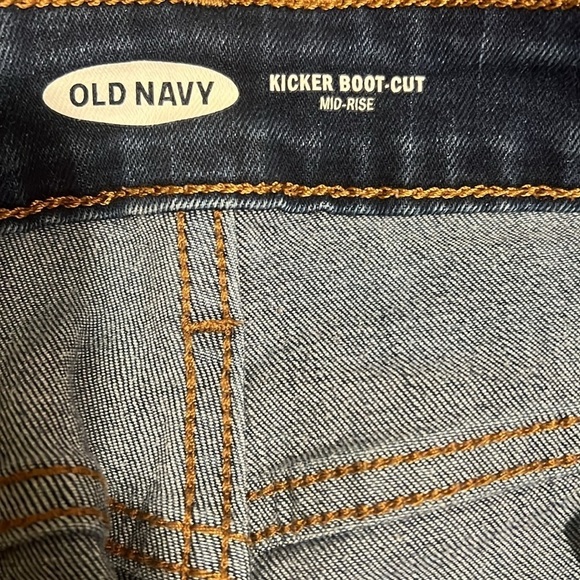 OLD NAVY
KICKER BOOT-CUT
MID-RISE